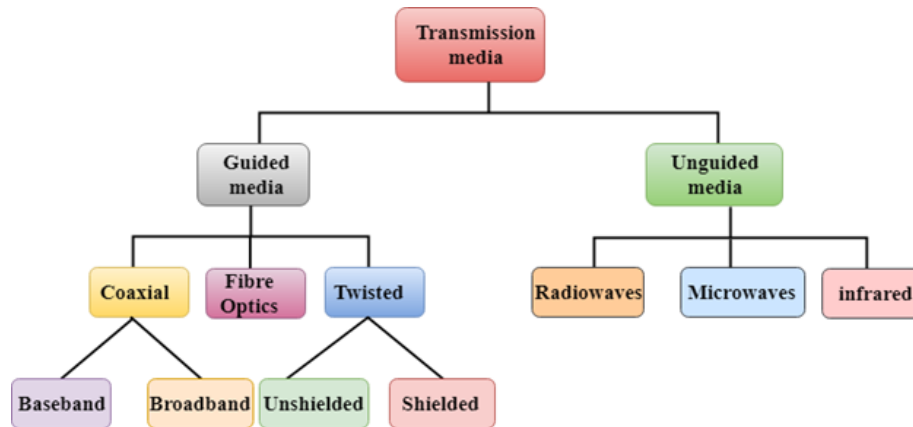 Transmission
media
Guided
media
Unguided
media
Coaxial
Fibre
Optics
Twisted
Radiowaves
Microwaves
infrared
Baseband
Broadband
Unshielded
Shielded